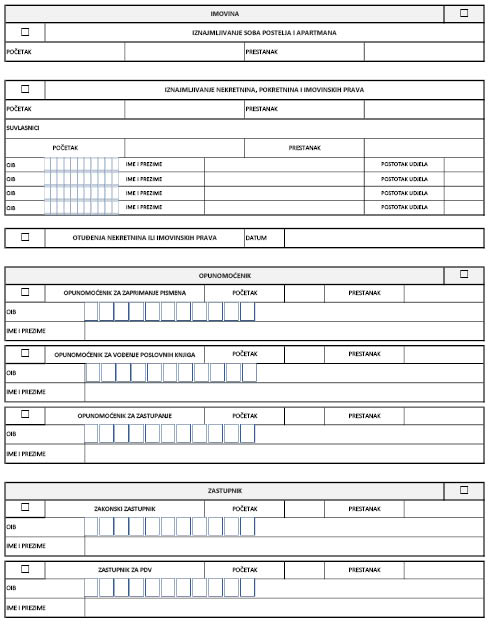 IMOVINA
IZNAJMLJIVANJE SOBA POSTELJA I APARTMANA
POČETAK PRESTANAK
IZNAJMLJIVANJE NEKRETNINA, POKRETNINA I IMOVINSKIH PRAVA
POČETAK PRESTANAK
SUVLASNICI
POČETAK PRESTANAK
OIB IME I PREZIME POSTOTAK UDJELA
OIB IME I PREZIME POSTOTAK UDJELA
OIB IME I PREZIME POSTOTAK UDJELA
OIB IME I PREZIME POSTOTAK UDJELA
OTUĐENJA NEKRETNINA ILI IMOVINSKIH PRAVA DATUM
OPUNOMOĆENIK
OPUNOMOĆENIK ZA ZAPRIMANJE PISMENA POČETAK PRESTANAK
OIB
IME I PREZIME
OPUNOMOĆENIK ZA VOĐENJE POSLOVNIH KNJIGA POČETAK PRESTANAK
OIB
IME I PREZIME
OPUNOMOĆENIK ZA ZASTUPANJE POČETAK PRESTANAK
OIB
IME I PREZIME
ZASTUPNIK
ZAKONSKI ZASTUPNIK POČETAK PRESTANAK
OIB
IME I PREZIME
ZASTUPNIK ZA PDV POČETAK PRESTANAK
OIB
IME I PREZIME